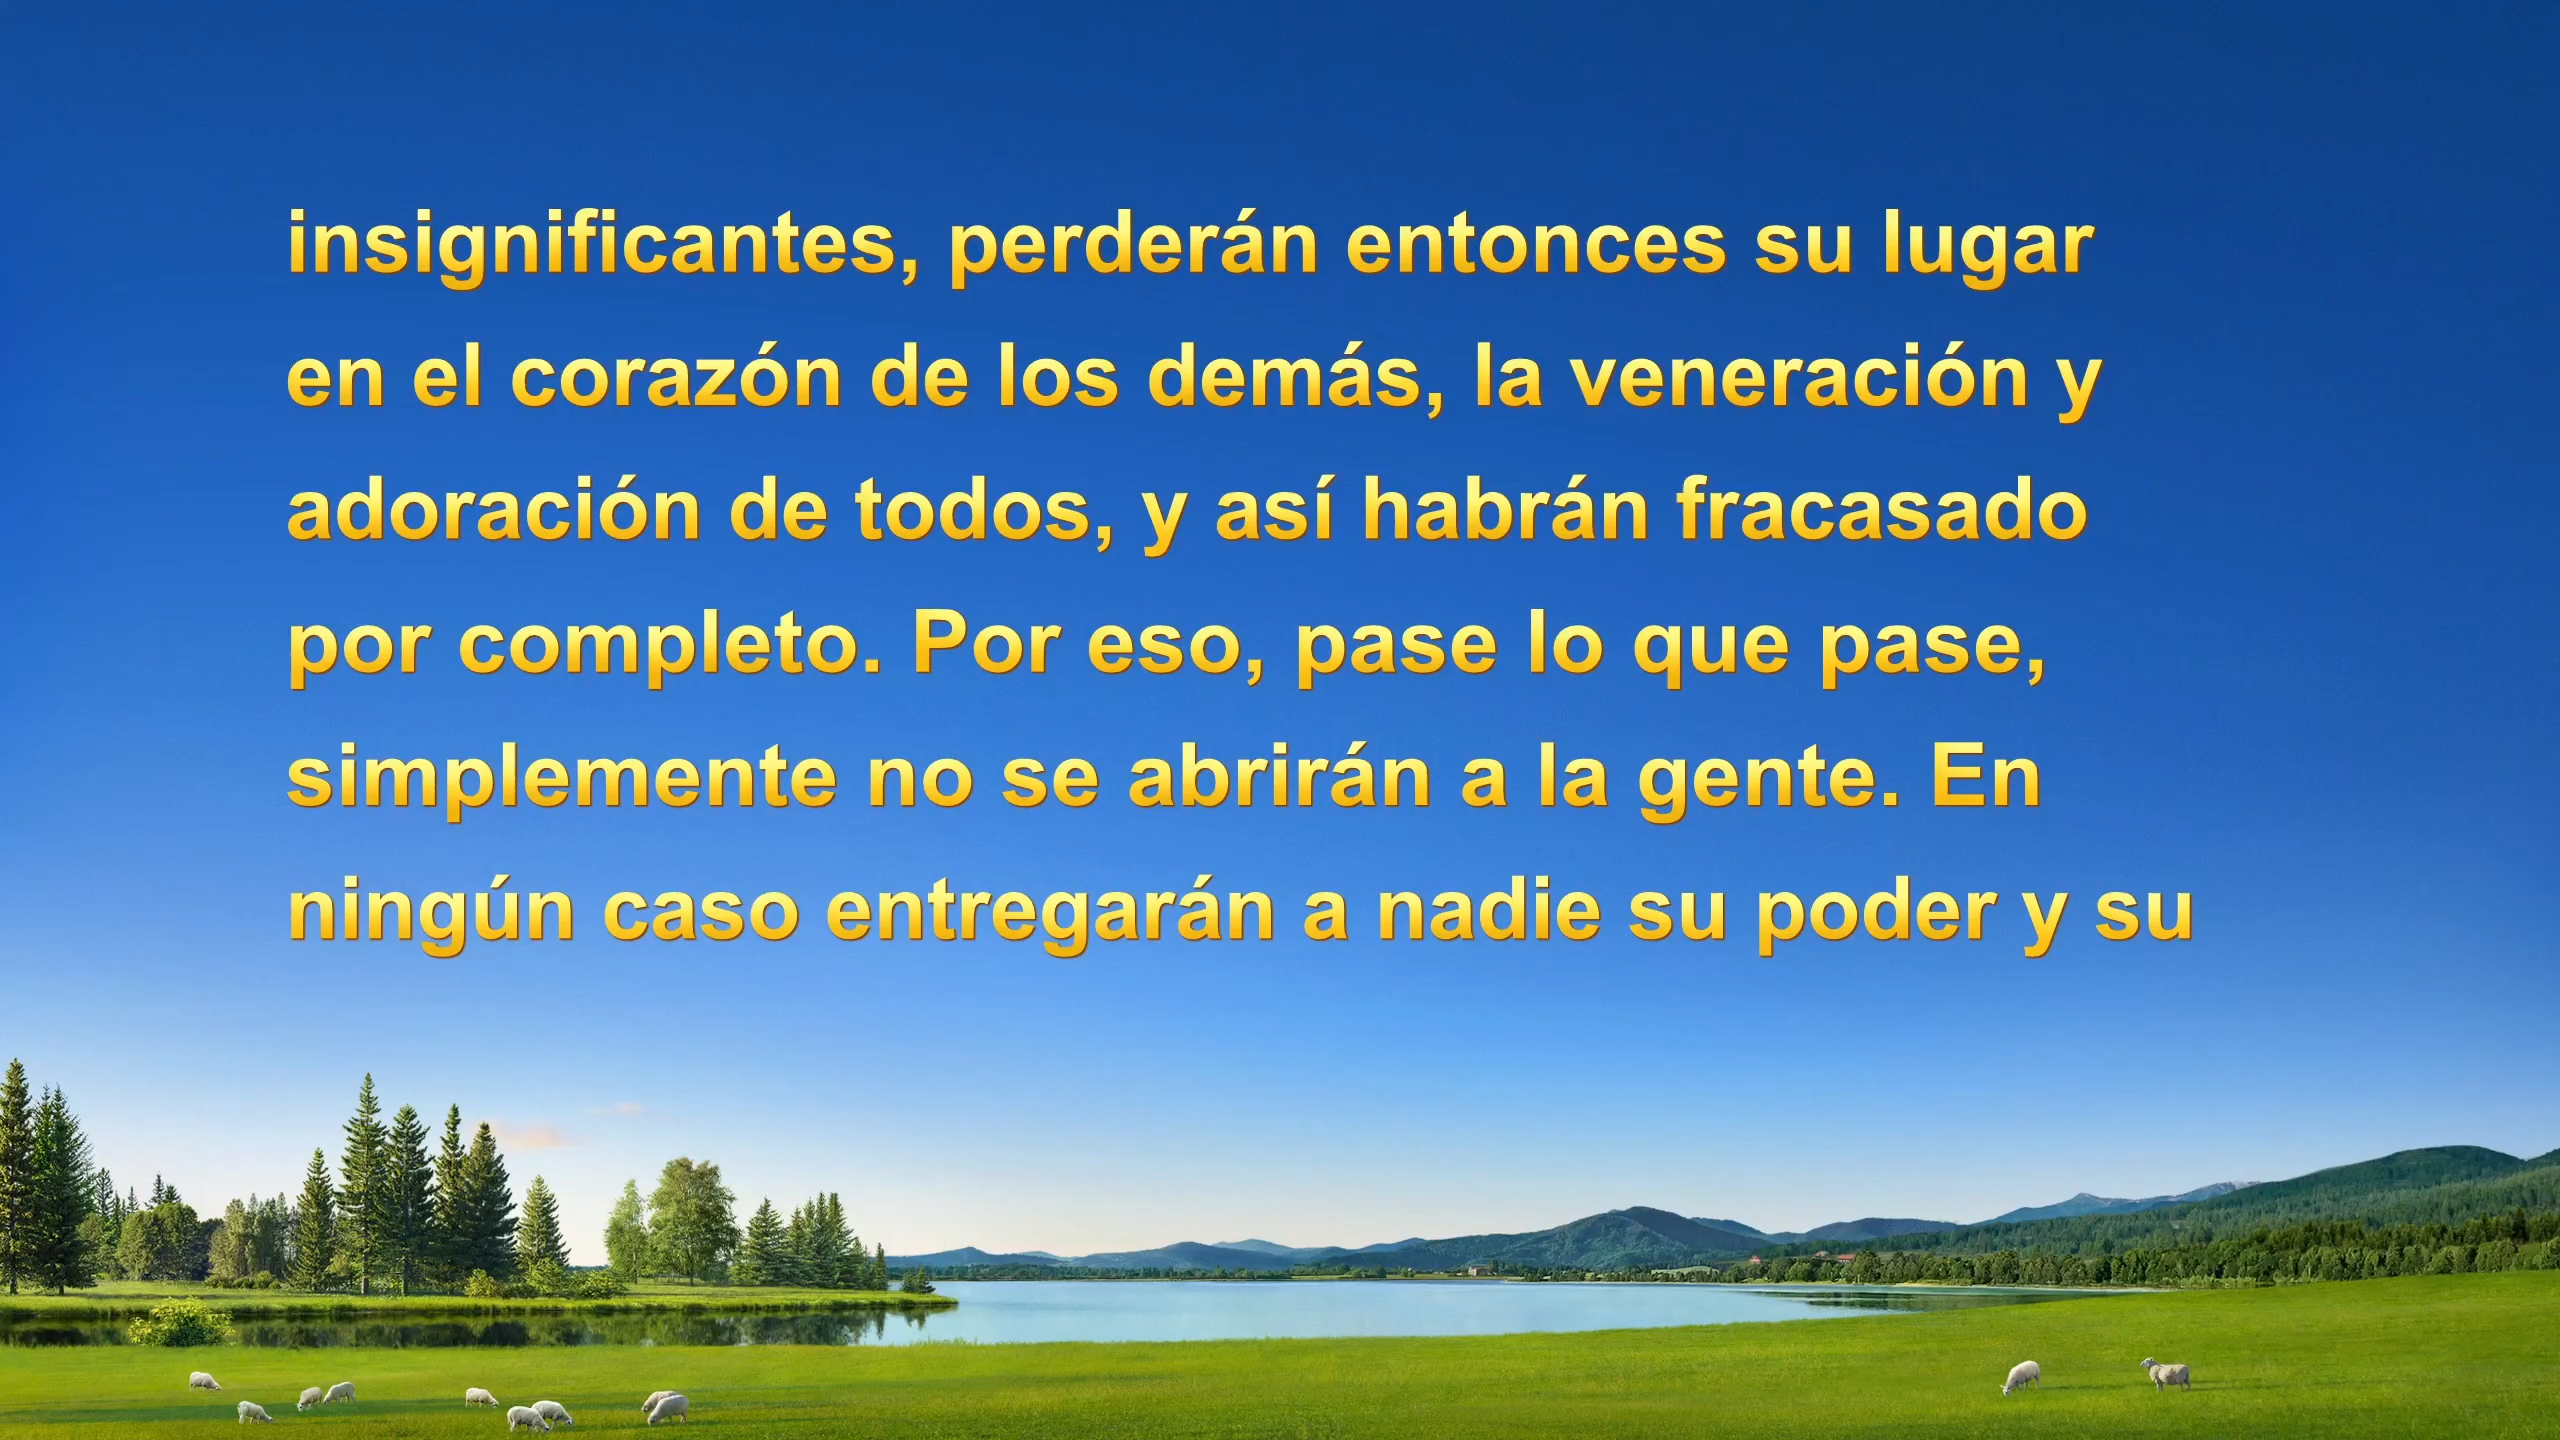 insignificantes, perderán entonces su lugar
en el corazón de los demás, la veneración y
adoración de todos, y así habrán fracasado
por completo. Por eso, pase lo que pase,
simplemente no se abrirán a la gente. En
ningún caso entregarán a nadie su poder y su